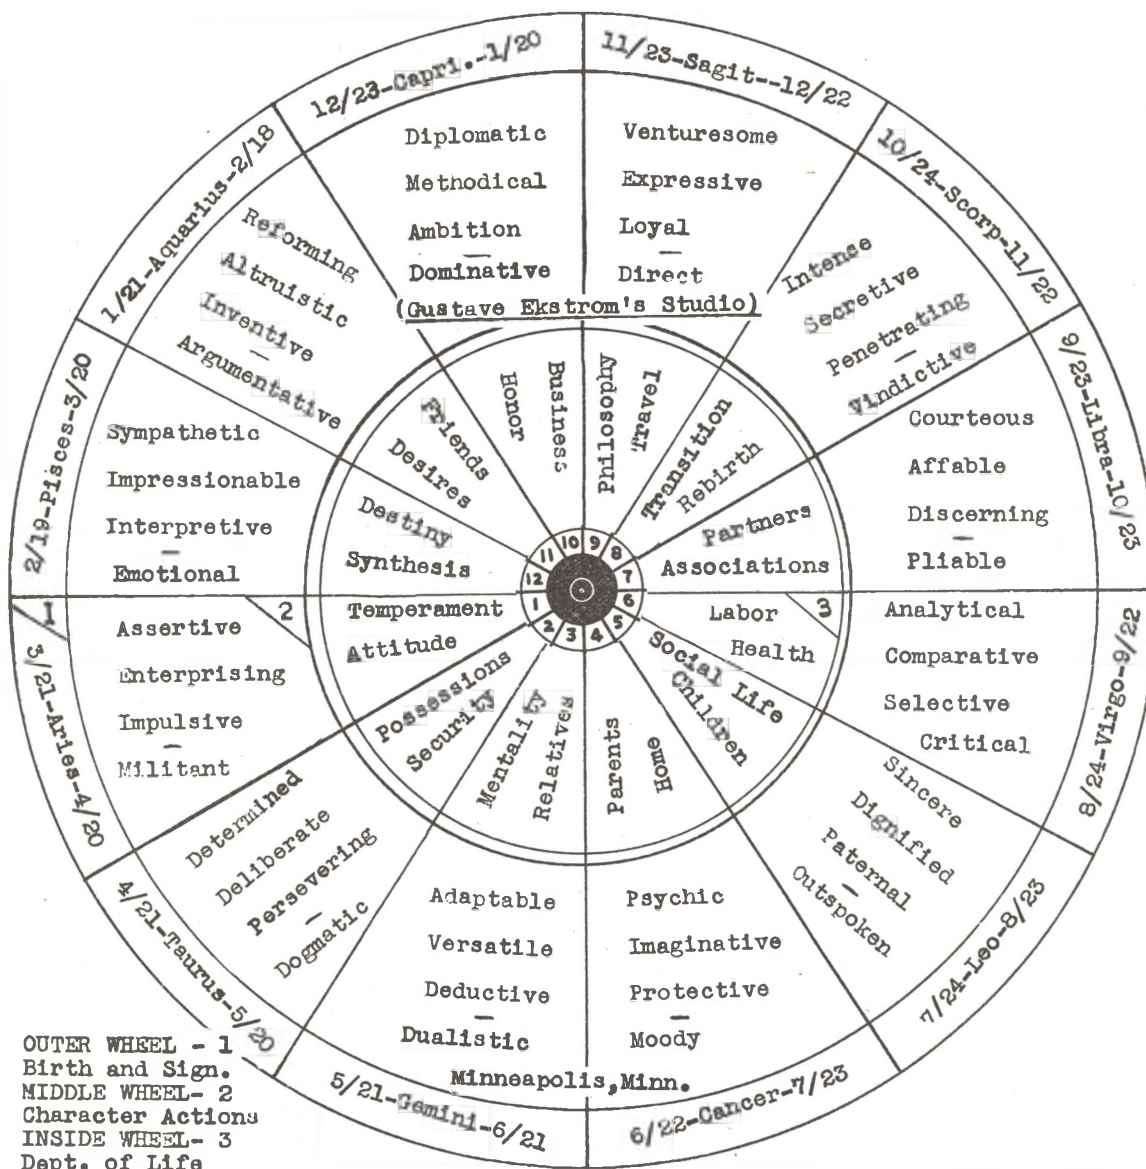 12/23-Capri.-1/20
11/23-Sagit--12/22
10/24-Scorp-11/22
9/23-Libra-10/23
8/24-Virgo-9/22
7/24-Leo-8/23
6/22-Cancer-7/23
5/21-Gemini-6/21
4/21-Taurus-5/20
3/21-Aries-4/20
2/19-Pisces-3/20
1/21-Aquarius-2/18
Diplomatic
Methodical
Ambition
Dominative
Venturesome
Expressive
Loyal
Direct
(Gustave Ekstrom's Studio)
Intense
Secretive
Penetrating
Vindictive
Courteous
Affable
Discerning
Pliable
Analytical
Comparative
Selective
Critical
Sincere
Dignified
Paternal
Outspoken
Psychic
Imaginative
Protective
Moody
Adaptable
Versatile
Deductive
Dualistic
Minneapolis,Minn.
Determined
Deliberate
Persevering
Dogmatic
Assertive
Enterprising
Impulsive
Militant
Sympathetic
Impressionable
Interpretive
Emotional
Reforming
Altruistic
Inventive
Argumentative
Honor
Business
Philosophy
Travel
Transition
Rebirth
Partners
Associations
Labor
Health
Social Life
Children
Home
Parents
Relatives
Mentality
Possessions
Security
Temperament
Attitude
Destiny
Synthesis
Friends
Desires
1
2
3
1
2
3
4
5
6
7
8
9
10
11
12
OUTER WHEEL - 1
Birth and Sign.
MIDDLE WHEEL- 2
Character Actions
INSIDE WHEEL- 3
Dept. of Life